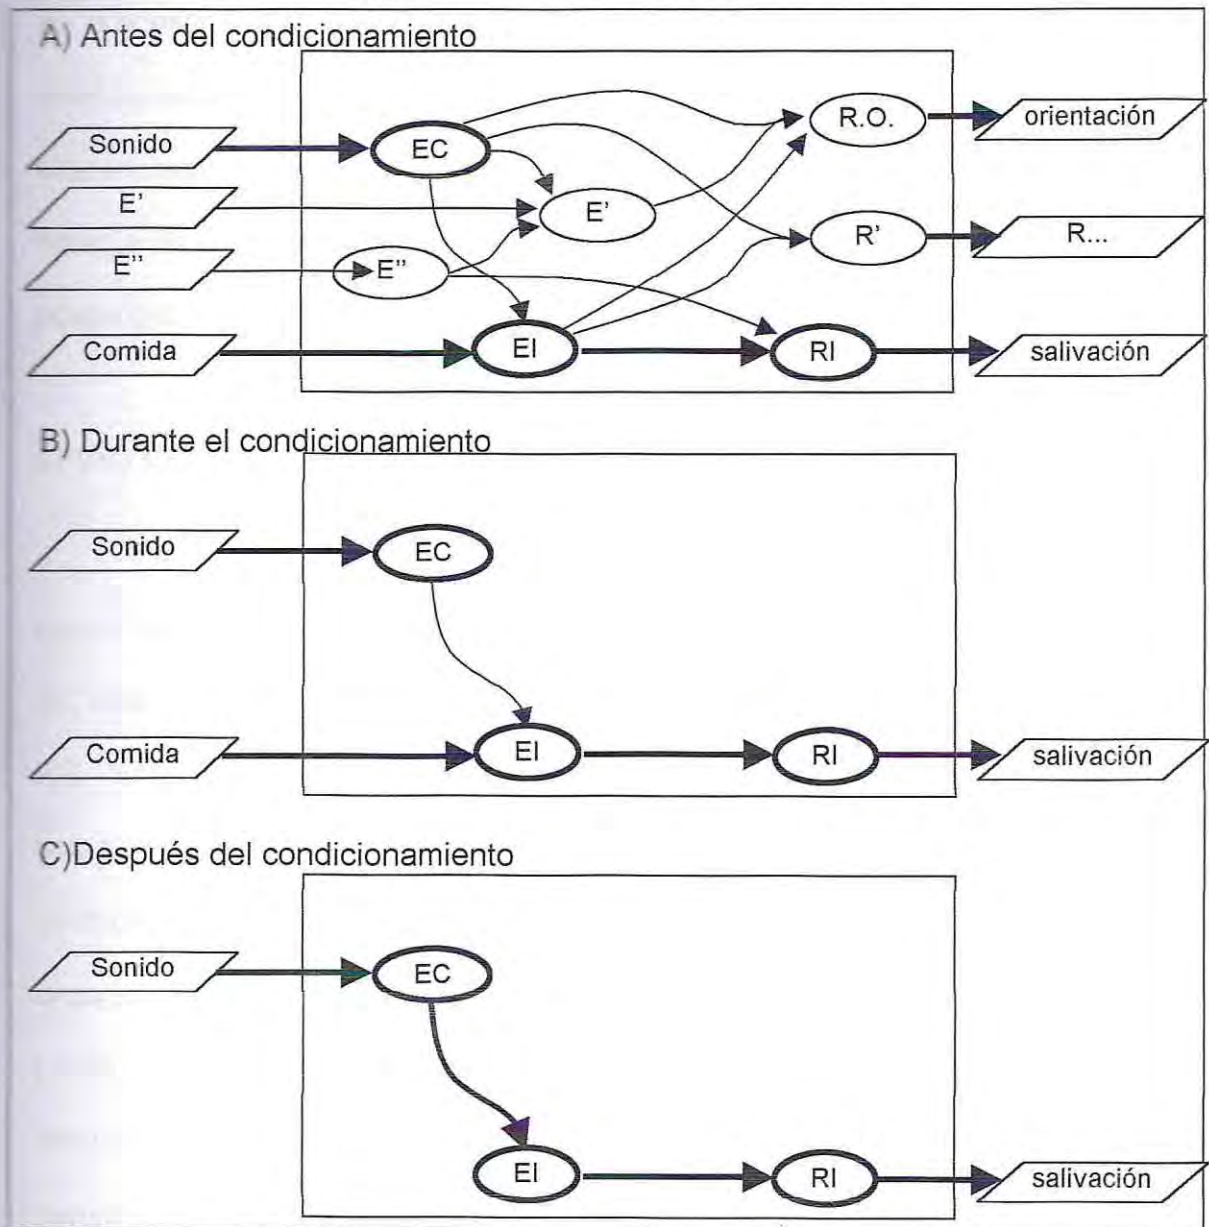 A) Antes del condicionamiento
Sonido
EC
R.O.
orientación
E'
E'
R'
R...
E''
E''
Comida
EI
RI
salivación
B) Durante el condicionamiento
Sonido
EC
Comida
EI
RI
salivación
C)Después del condicionamiento
Sonido
EC
EI
RI
salivación